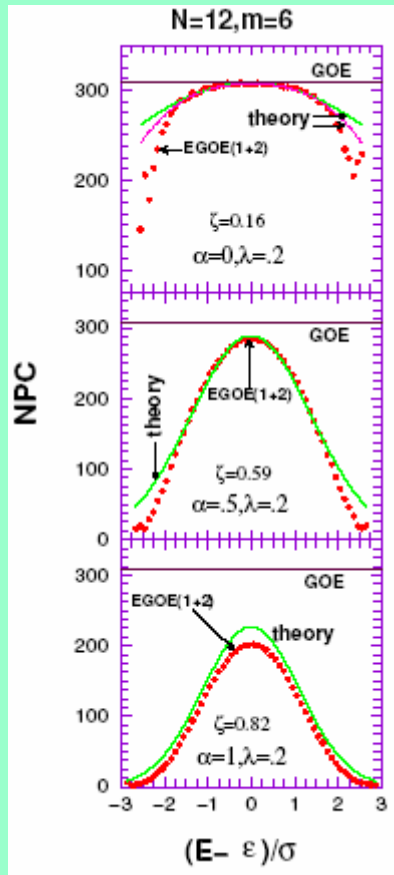 N=12,m=6
300
GOE
theory
EGOE(1+2)
200
ζ=0.16
α=0,λ=.2
100
300
GOE
EGOE(1+2)
200
theory
NPC
100
ζ=0.59
α=.5,λ=.2
0
300
GOE
EGOE(1+2)
theory
200
100
ζ=0.82
α=1,λ=.2
0
−3 −2 −1 0 1 2 3
(E− ε)/σ